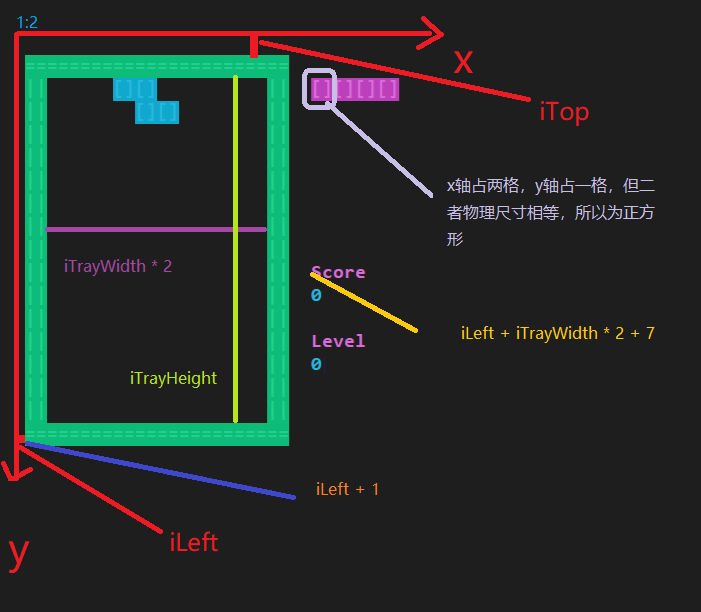 1:2
[][]
[][]
[][][][]
x
iTop
x轴占两格，y轴占一格，但二
者物理尺寸相等，所以为正方
形
iTrayWidth * 2
Score
0
iLeft + iTrayWidth * 2 + 7
Level
0
iTrayHeight
iLeft + 1
iLeft
y